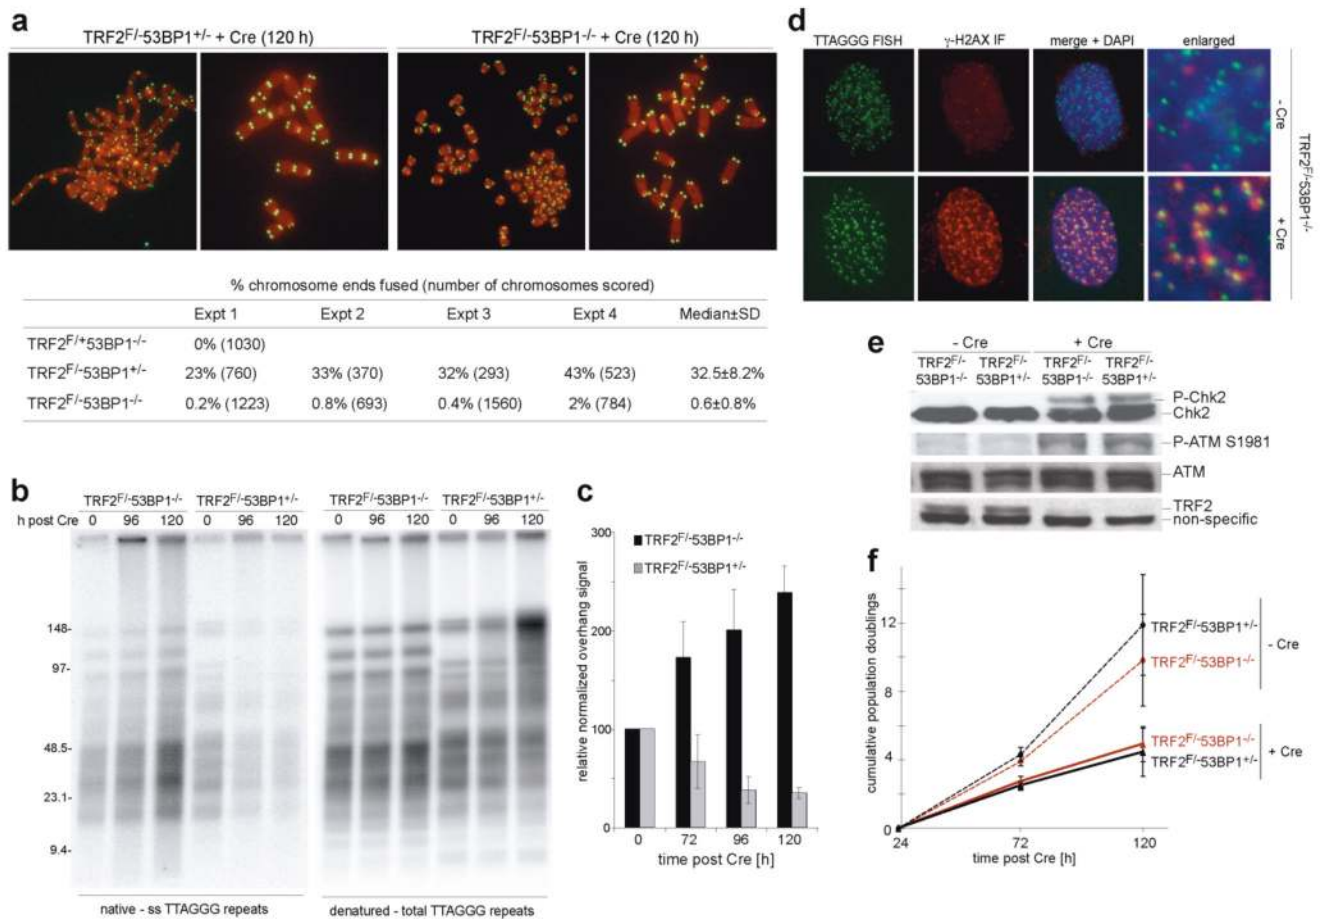 a
TRF2F/-53BP1+/- + Cre (120 h)
TRF2F/-53BP1-/- + Cre (120 h)
% chromosome ends fused (number of chromosomes scored)
Expt 1 Expt 2 Expt 3 Expt 4 Median±SD
TRF2F/+53BP1-/- 0% (1030)
TRF2F/-53BP1+/- 23% (760) 33% (370) 32% (293) 43% (523) 32.5±8.2%
TRF2F/-53BP1-/- 0.2% (1223) 0.8% (693) 0.4% (1560) 2% (784) 0.6±0.8%
b
TRF2F/-53BP1-/- TRF2F/-53BP1+/- TRF2F/-53BP1-/- TRF2F/-53BP1+/-
h post Cre 0 96 120 0 96 120 0 96 120 0 96 120
148-
97-
48.5-
23.1-
9.4-
native - ss TTAGGG repeats
denatured - total TTAGGG repeats
c
relative normalized overhang signal
300
200
100
0
TRF2F/-53BP1-/-
TRF2F/-53BP1+/-
0 72 96 120
time post Cre [h]
d
TTAGGG FISH γ-H2AX IF merge + DAPI enlarged
- Cre
+ Cre
TRF2F/-53BP1-/-
e
- Cre + Cre
TRF2F/- TRF2F/- TRF2F/- TRF2F/-
53BP1-/- 53BP1+/- 53BP1-/- 53BP1+/-
P-Chk2
Chk2
P-ATM S1981
ATM
TRF2
non-specific
f
cumulative population doublings
12
8
4
0
TRF2F/-53BP1+/-
TRF2F/-53BP1-/-
- Cre
TRF2F/-53BP1-/-
TRF2F/-53BP1+/-
+ Cre
24 72 120
time post Cre [h]